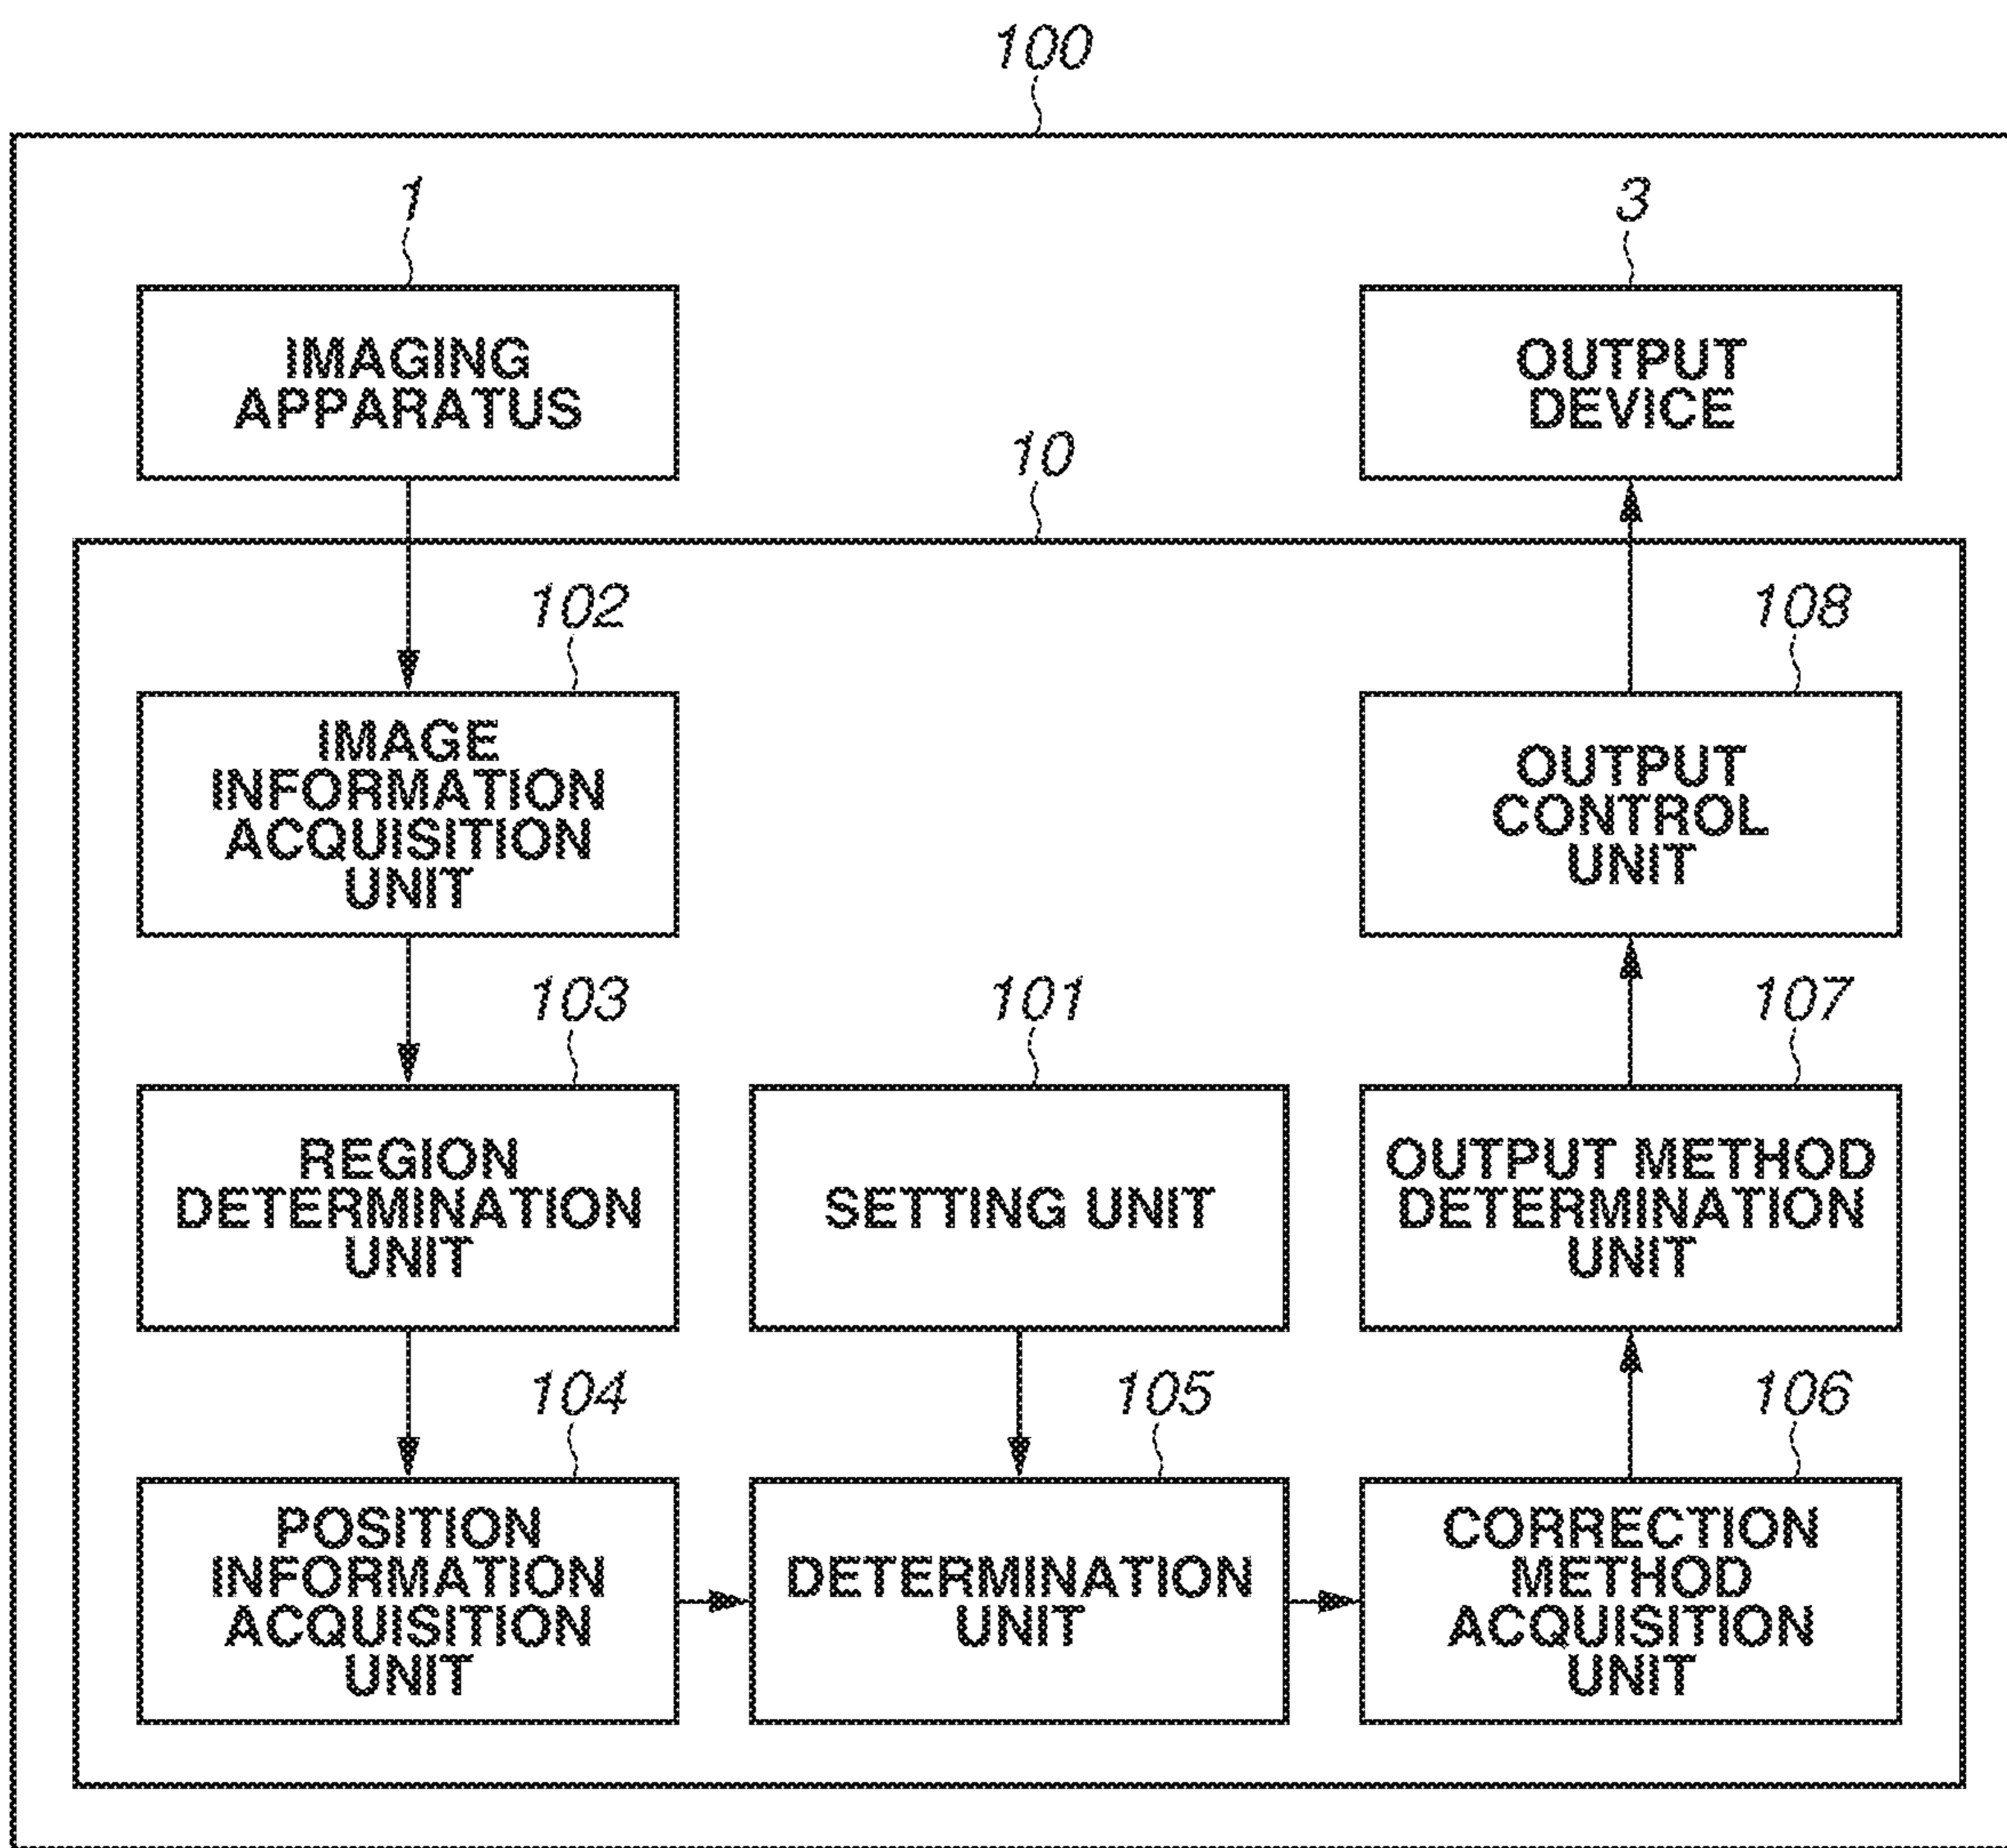 100
1
3
IMAGING
APPARATUS
OUTPUT
DEVICE
10
102
108
IMAGE
INFORMATION
ACQUISITION
UNIT
OUTPUT
CONTROL
UNIT
103
101
107
REGION
DETERMINATION
UNIT
SETTING UNIT
OUTPUT METHOD
DETERMINATION
UNIT
104
105
106
POSITION
INFORMATION
ACQUISITION
UNIT
DETERMINATION
UNIT
CORRECTION
METHOD
ACQUISITION
UNIT